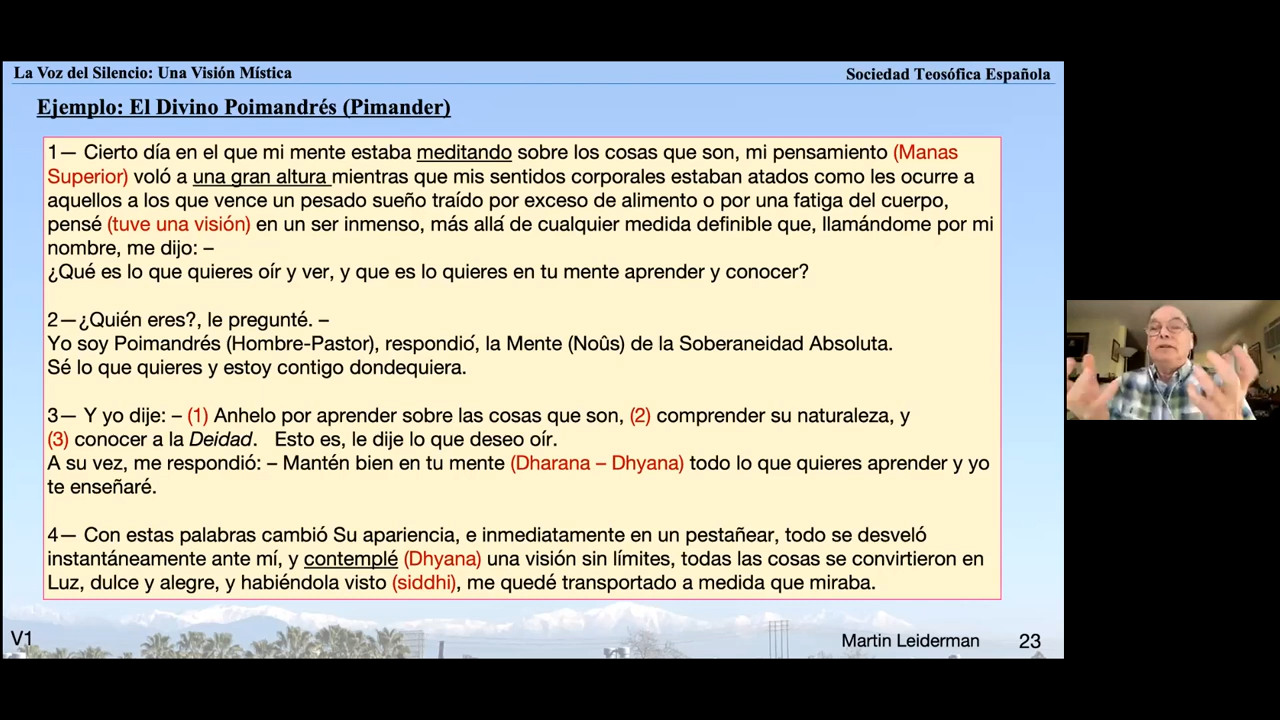 La Voz del Silencio: Una Visión Mística
Sociedad Teosófica Española
Ejemplo: El Divino Poimandrés (Pimander)
1— Cierto día en el que mi mente estaba meditando sobre los cosas que son, mi pensamiento (Manas
Superior) voló a una gran altura mientras que mis sentidos corporales estaban atados como les ocurre a
aquellos a los que vence un pesado sueño traído por exceso de alimento o por una fatiga del cuerpo,
pensé (tuve una visión) en un ser inmenso, más allá de cualquier medida definible que, llamándome por mi
nombre, me dijo: –
¿Qué es lo que quieres oír y ver, y que es lo quieres en tu mente aprender y conocer?
2—¿Quién eres?, le pregunté. –
Yo soy Poimandrés (Hombre-Pastor), respondió, la Mente (Noûs) de la Soberaneidad Absoluta.
Sé lo que quieres y estoy contigo dondequiera.
3— Y yo dije: – (1) Anhelo por aprender sobre las cosas que son, (2) comprender su naturaleza, y
(3) conocer a la Deidad. Esto es, le dije lo que deseo oír.
A su vez, me respondió: – Mantén bien en tu mente (Dharana – Dhyana) todo lo que quieres aprender y yo
te enseñaré.
4— Con estas palabras cambió Su apariencia, e inmediatamente en un pestañear, todo se desveló
instantáneamente ante mí, y contemplé (Dhyana) una visión sin límites, todas las cosas se convirtieron en
Luz, dulce y alegre, y habiéndola visto (siddhi), me quedé transportado a medida que miraba.
V1
Martin Leiderman 23